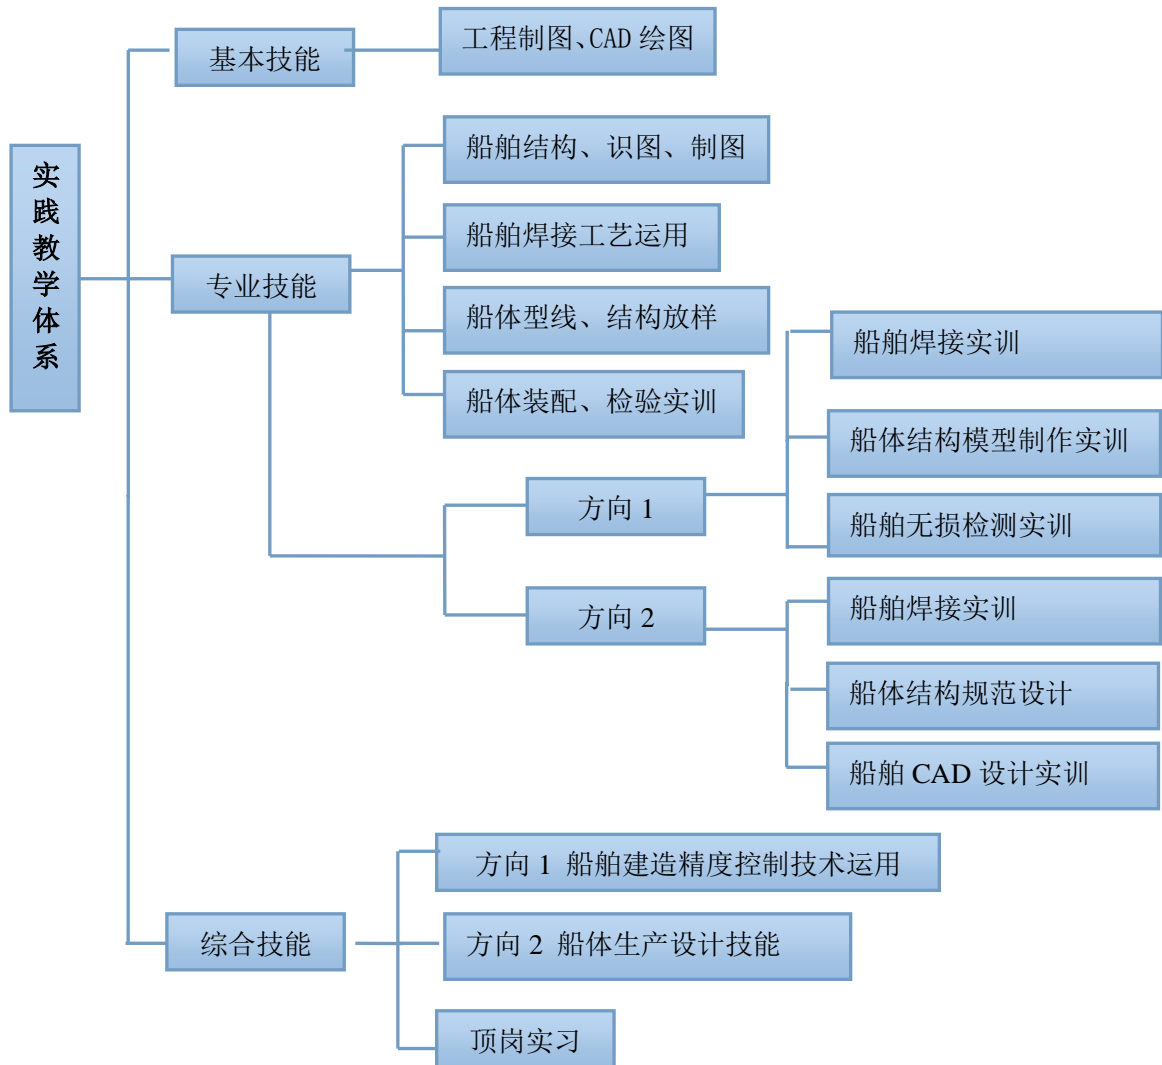 实践教学体系
基本技能
工程制图、CAD 绘图
专业技能
船舶结构、识图、制图
船舶焊接工艺运用
船体型线、结构放样
船体装配、检验实训
方向 1
船舶焊接实训
船体结构模型制作实训
船舶无损检测实训
方向 2
船舶焊接实训
船体结构规范设计
船舶 CAD 设计实训
综合技能
方向 1 船舶建造精度控制技术运用
方向 2 船体生产设计技能
顶岗实习